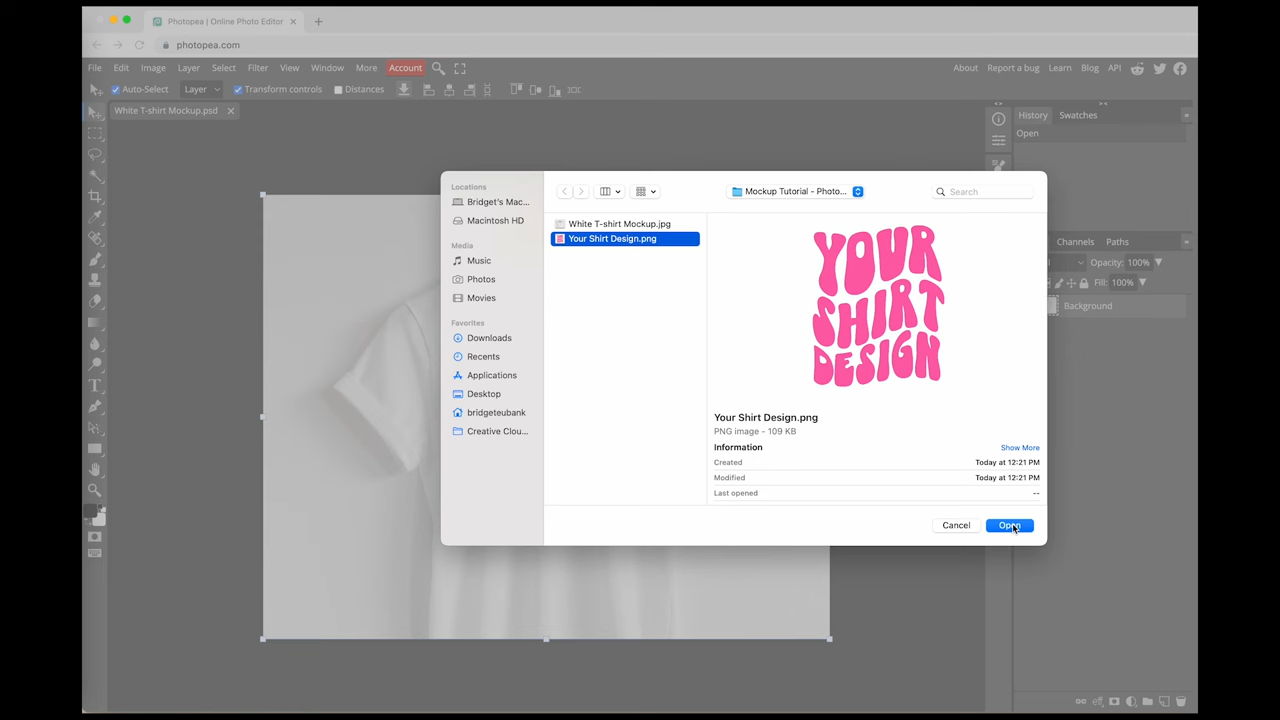 Photopea | Online Photo Editor
photopea.com
File Edit Image Layer Select Filter View Window More Account
About Report a bug Learn Blog API
Auto-Select Layer Transform controls Distances
White T-shirt Mockup.psd
History Swatches
Open
Locations
Bridget's Mac...
Macintosh HD
Media
Music
Photos
Movies
Favorites
Downloads
Recents
Applications
Desktop
bridgeteubank
Creative Clou...
Mockup Tutorial - Photo...
Search
White T-shirt Mockup.jpg
Your Shirt Design.png
YOUR
SHIRT
DESIGN
Your Shirt Design.png
PNG image - 109 KB
Information Show More
Created Today at 12:21 PM
Modified Today at 12:21 PM
Last opened --
Cancel Open
Channels Paths
Opacity: 100%
Fill: 100%
Background